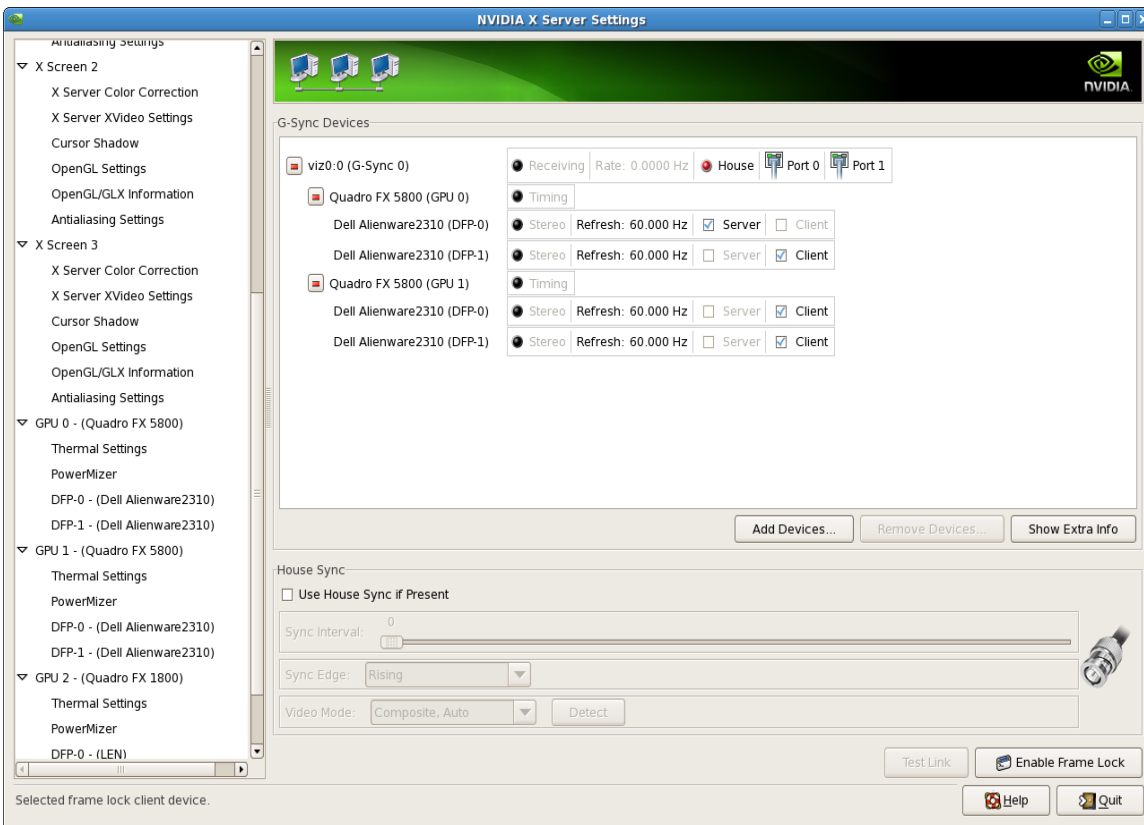 NVIDIA X Server Settings
Antialiasing Settings
X Screen 2
X Server Color Correction
X Server XVideo Settings
Cursor Shadow
OpenGL Settings
OpenGL/GLX Information
Antialiasing Settings
X Screen 3
X Server Color Correction
X Server XVideo Settings
Cursor Shadow
OpenGL Settings
OpenGL/GLX Information
Antialiasing Settings
GPU 0 - (Quadro FX 5800)
Thermal Settings
PowerMizer
DFP-0 - (Dell Alienware2310)
DFP-1 - (Dell Alienware2310)
GPU 1 - (Quadro FX 5800)
Thermal Settings
PowerMizer
DFP-0 - (Dell Alienware2310)
DFP-1 - (Dell Alienware2310)
GPU 2 - (Quadro FX 1800)
Thermal Settings
PowerMizer
DFP-0 - (LEN)
NVIDIA.
G-Sync Devices
viz0:0 (G-Sync 0) Receiving Rate: 0.0000 Hz House Port 0 Port 1
Quadro FX 5800 (GPU 0) Timing
Dell Alienware2310 (DFP-0) Stereo Refresh: 60.000 Hz Server Client
Dell Alienware2310 (DFP-1) Stereo Refresh: 60.000 Hz Server Client
Quadro FX 5800 (GPU 1) Timing
Dell Alienware2310 (DFP-0) Stereo Refresh: 60.000 Hz Server Client
Dell Alienware2310 (DFP-1) Stereo Refresh: 60.000 Hz Server Client
Add Devices... Remove Devices... Show Extra Info
House Sync
Use House Sync if Present
0
Sync Interval:
Sync Edge: Rising
Video Mode: Composite, Auto Detect
Test Link Enable Frame Lock
Selected frame lock client device. Help Quit